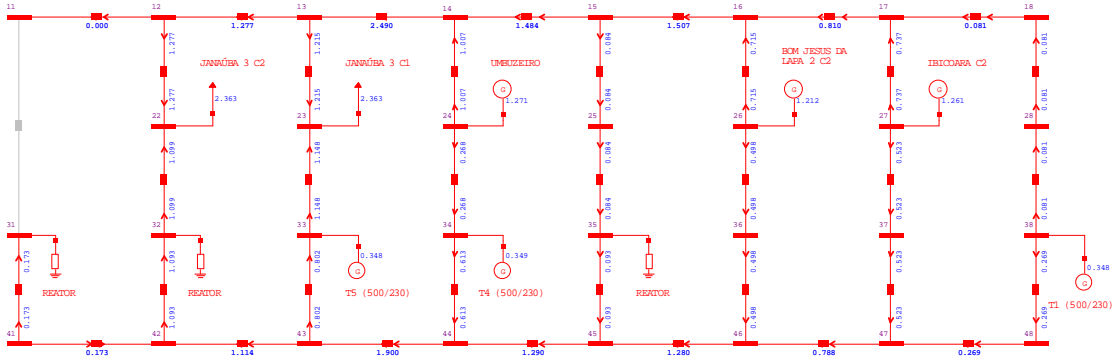 11 12 13 14 15 16 17 18
0.000 1.277 2.490 1.484 1.507 0.810 0.081
1.277 1.215 1.007 0.084 0.715 0.737 0.081
JANAÚBA 3 C2 JANAÚBA 3 C1 UMBUZEIRO BOM JESUS DA
LAPA 2 C2 IBICOARA C2
1.277 2.363 1.215 2.363 1.007 G 1.271 0.084 0.715 G 1.212 0.737 G 1.261 0.081
22 23 24 25 26 27 28
1.099 1.148 0.268 0.084 0.498 0.523 0.081
1.099 1.148 0.268 0.084 0.498 0.523 0.081
31 32 33 34 35 36 37 38
0.173 1.093 0.802 0.348 G 0.613 0.349 G 0.093 0.498 0.523 0.269 0.348 G
REATOR REATOR T5 (500/230) T4 (500/230) REATOR T1 (500/230)
0.173 1.093 0.802 0.613 0.093 0.498 0.523 0.269
41 42 43 44 45 46 47 48
0.173 1.114 1.900 1.290 1.280 0.788 0.269